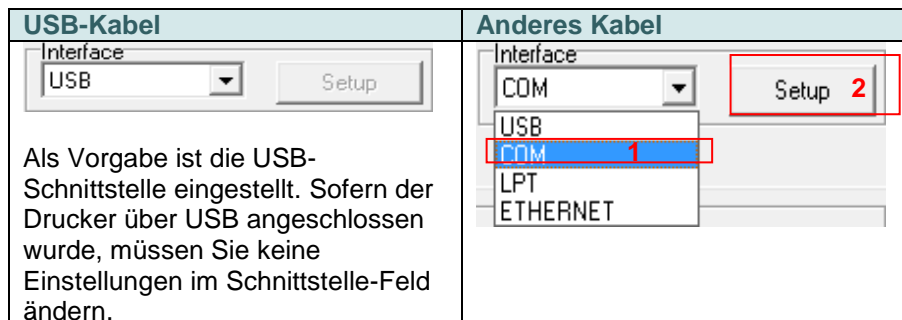 USB-Kabel
Interface
USB
Setup
Als Vorgabe ist die USB-
Schnittstelle eingestellt. Sofern der
Drucker über USB angeschlossen
wurde, müssen Sie keine
Einstellungen im Schnittstelle-Feld
ändern.
Anderes Kabel
Interface
COM
Setup 2
USB
COM 1
LPT
ETHERNET